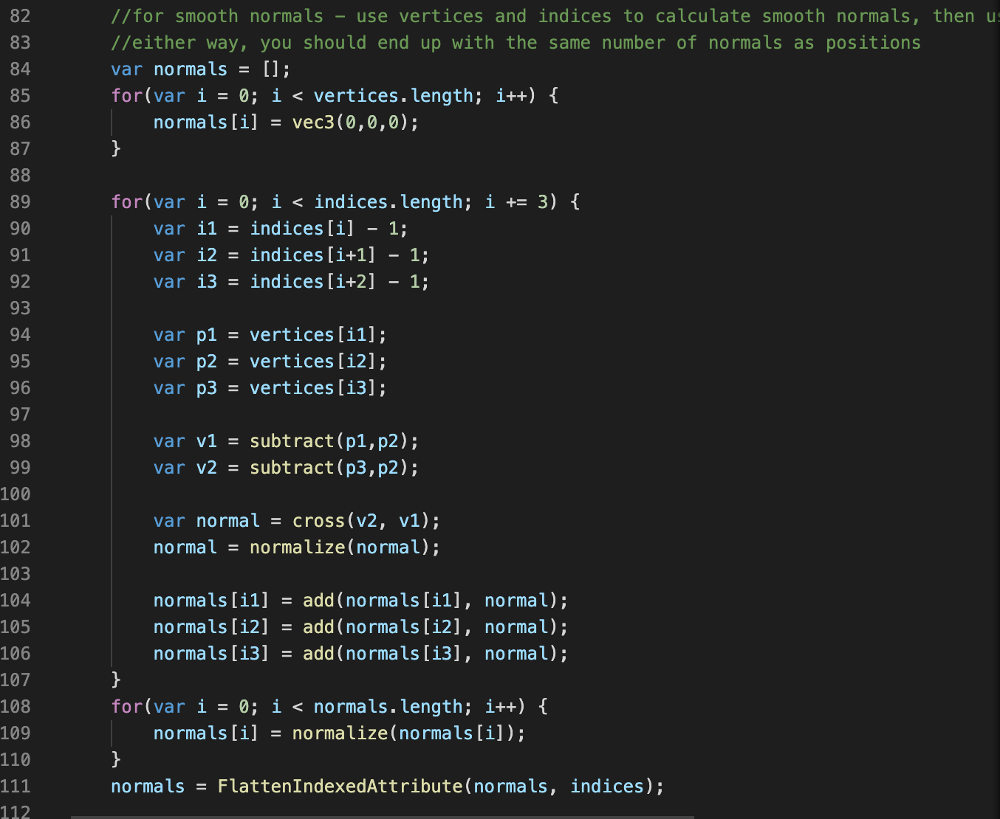 82 //for smooth normals – use vertices and indices to calculate smooth normals, then
83 //either way, you should end up with the same number of normals as positions
84 var normals = [];
85 for(var i = 0; i < vertices.length; i++) {
86 normals[i] = vec3(0,0,0);
87 }
88
89 for(var i = 0; i < indices.length; i += 3) {
90 var i1 = indices[i] - 1;
91 var i2 = indices[i+1] - 1;
92 var i3 = indices[i+2] - 1;
93
94 var p1 = vertices[i1];
95 var p2 = vertices[i2];
96 var p3 = vertices[i3];
97
98 var v1 = subtract(p1,p2);
99 var v2 = subtract(p3,p2);
100
101 var normal = cross(v2, v1);
102 normal = normalize(normal);
103
104 normals[i1] = add(normals[i1], normal);
105 normals[i2] = add(normals[i2], normal);
106 normals[i3] = add(normals[i3], normal);
107 }
108 for(var i = 0; i < normals.length; i++) {
109 normals[i] = normalize(normals[i]);
110 }
111 normals = FlattenIndexedAttribute(normals, indices);
112